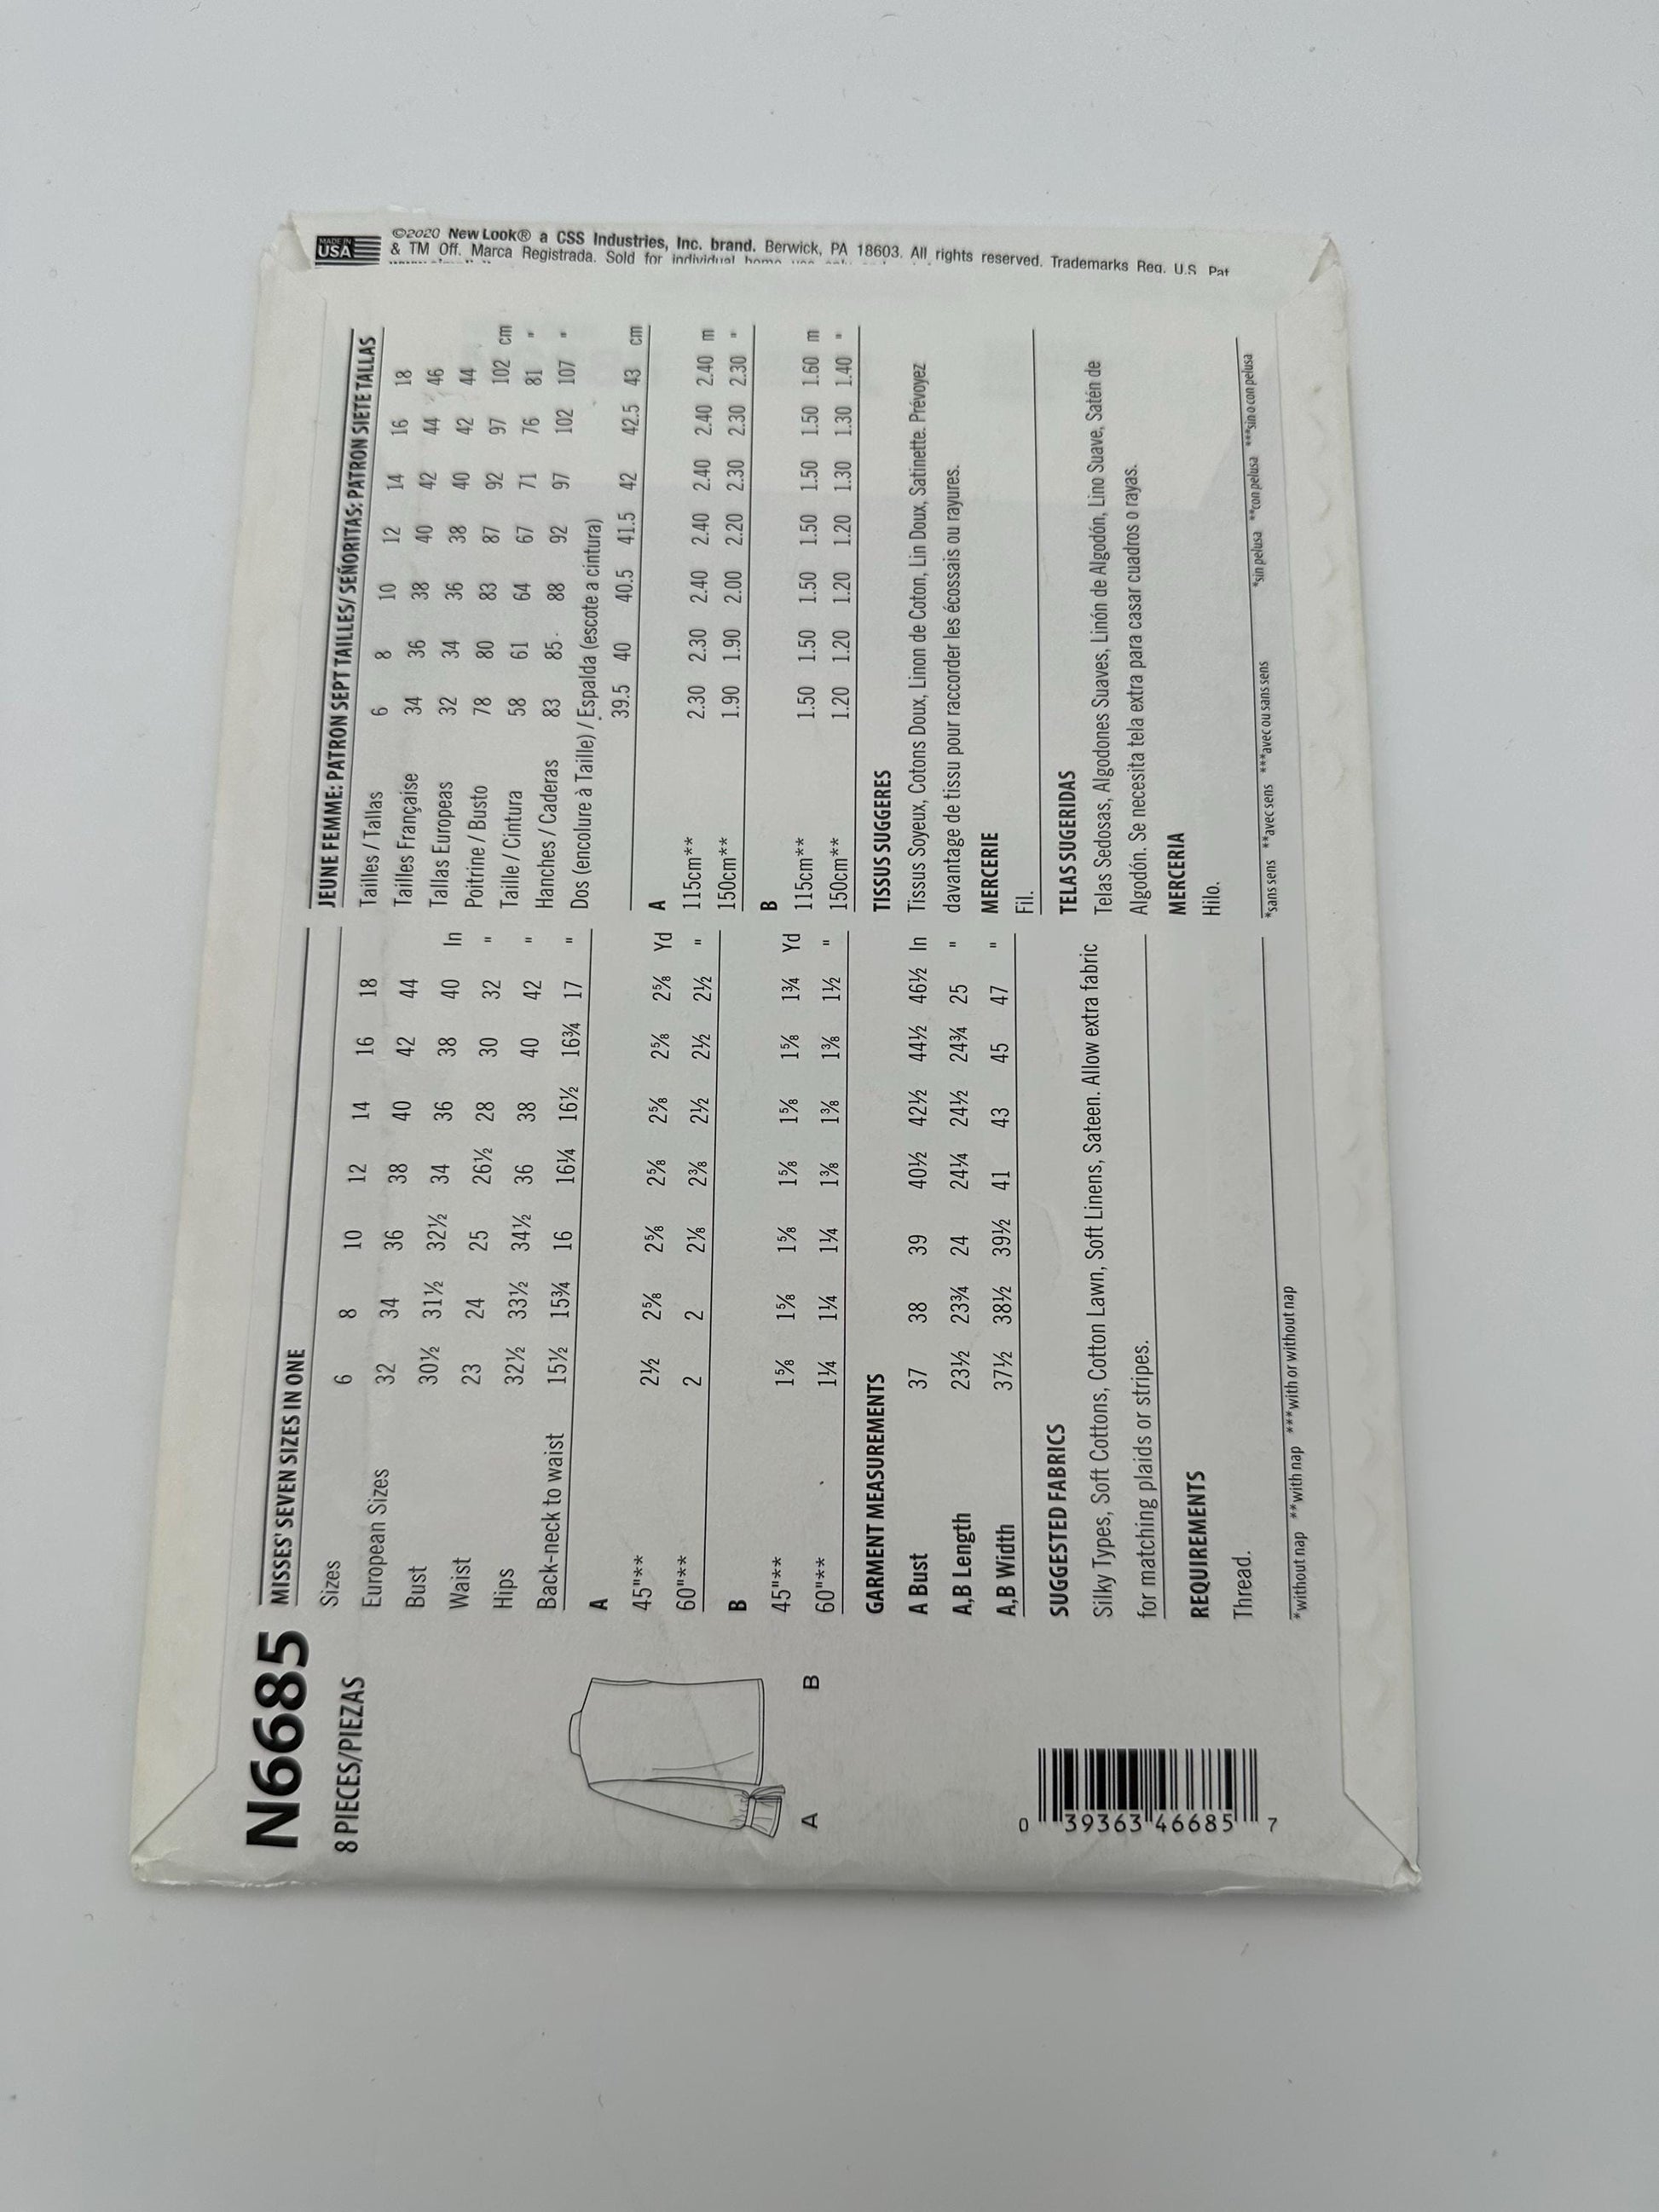 N6685
8 PIECES/PIEZAS
A B
0 39363 46685 7
MISSES' SEVEN SIZES IN ONE
Sizes 6 8 10 12 14 16 18
European Sizes 32 34 36 38 40 42 44
Bust 30½ 31½ 32½ 34 36 38 40 In
Waist 23 24 25 26½ 28 30 32 "
Hips 32½ 33½ 34½ 36 38 40 42 "
Back-neck to waist 15½ 15¾ 16 16¼ 16½ 16¾ 17 "
A
45"** 2½ 2⅝ 2⅝ 2⅝ 2⅝ 2⅝ 2⅝ Yd
60"** 2 2 2⅛ 2⅜ 2½ 2½ 2½ "
B
45"** 1⅝ 1⅝ 1⅝ 1⅝ 1⅝ 1⅝ 1¾ Yd
60"** 1¼ 1¼ 1¼ 1⅜ 1⅜ 1⅜ 1½ "
GARMENT MEASUREMENTS
A Bust 37 38 39 40½ 42½ 44½ 46½ In
A,B Length 23½ 23¾ 24 24¼ 24½ 24¾ 25 "
A,B Width 37½ 38½ 39½ 41 43 45 47 "
SUGGESTED FABRICS
Silky Types, Soft Cottons, Cotton Lawn, Soft Linens, Sateen. Allow extra fabric
for matching plaids or stripes.
REQUIREMENTS
Thread.
*without nap **with nap ***with or without nap
JEUNE FEMME: PATRON SEPT TAILLES/ SEÑORITAS: PATRON SIETE TALLAS
Tailles / Tallas 6 8 10 12 14 16 18
Tailles Française 34 36 38 40 42 44 46
Tallas Europeas 32 34 36 38 40 42 44
Poitrine / Busto 78 80 83 87 92 97 102 cm
Taille / Cintura 58 61 64 67 71 76 81 "
Hanches / Caderas 83 85 88 92 97 102 107 "
Dos (encolure à Taille) / Espalda (escote a cintura)
39.5 40 40.5 41.5 42 42.5 43 cm
A
115cm** 2.30 2.30 2.40 2.40 2.40 2.40 2.40 m
150cm** 1.90 1.90 2.00 2.20 2.30 2.30 2.30 "
B
115cm** 1.50 1.50 1.50 1.50 1.50 1.50 1.60 m
150cm** 1.20 1.20 1.20 1.20 1.30 1.30 1.40 "
TISSUS SUGGERES
Tissus Soyeux, Cotons Doux, Linon de Coton, Lin Doux, Satinette. Prévoyez
davantage de tissu pour raccorder les écossais ou rayures.
MERCERIE
Fil.
TELAS SUGERIDAS
Telas Sedosas, Algodones Suaves, Linón de Algodón, Lino Suave, Satén de
Algodón. Se necesita tela extra para casar cuadros o rayas.
MERCERIA
Hilo.
*sans sens **avec sens ***avec ou sans sens *sin pelusa **con pelusa ***sin o con pelusa
MADE IN
USA
©2020 New Look® a CSS Industries, Inc. brand. Berwick, PA 18603. All rights reserved. Trademarks Reg. U.S Pat
& TM Off. Marca Registrada. Sold for individual home use